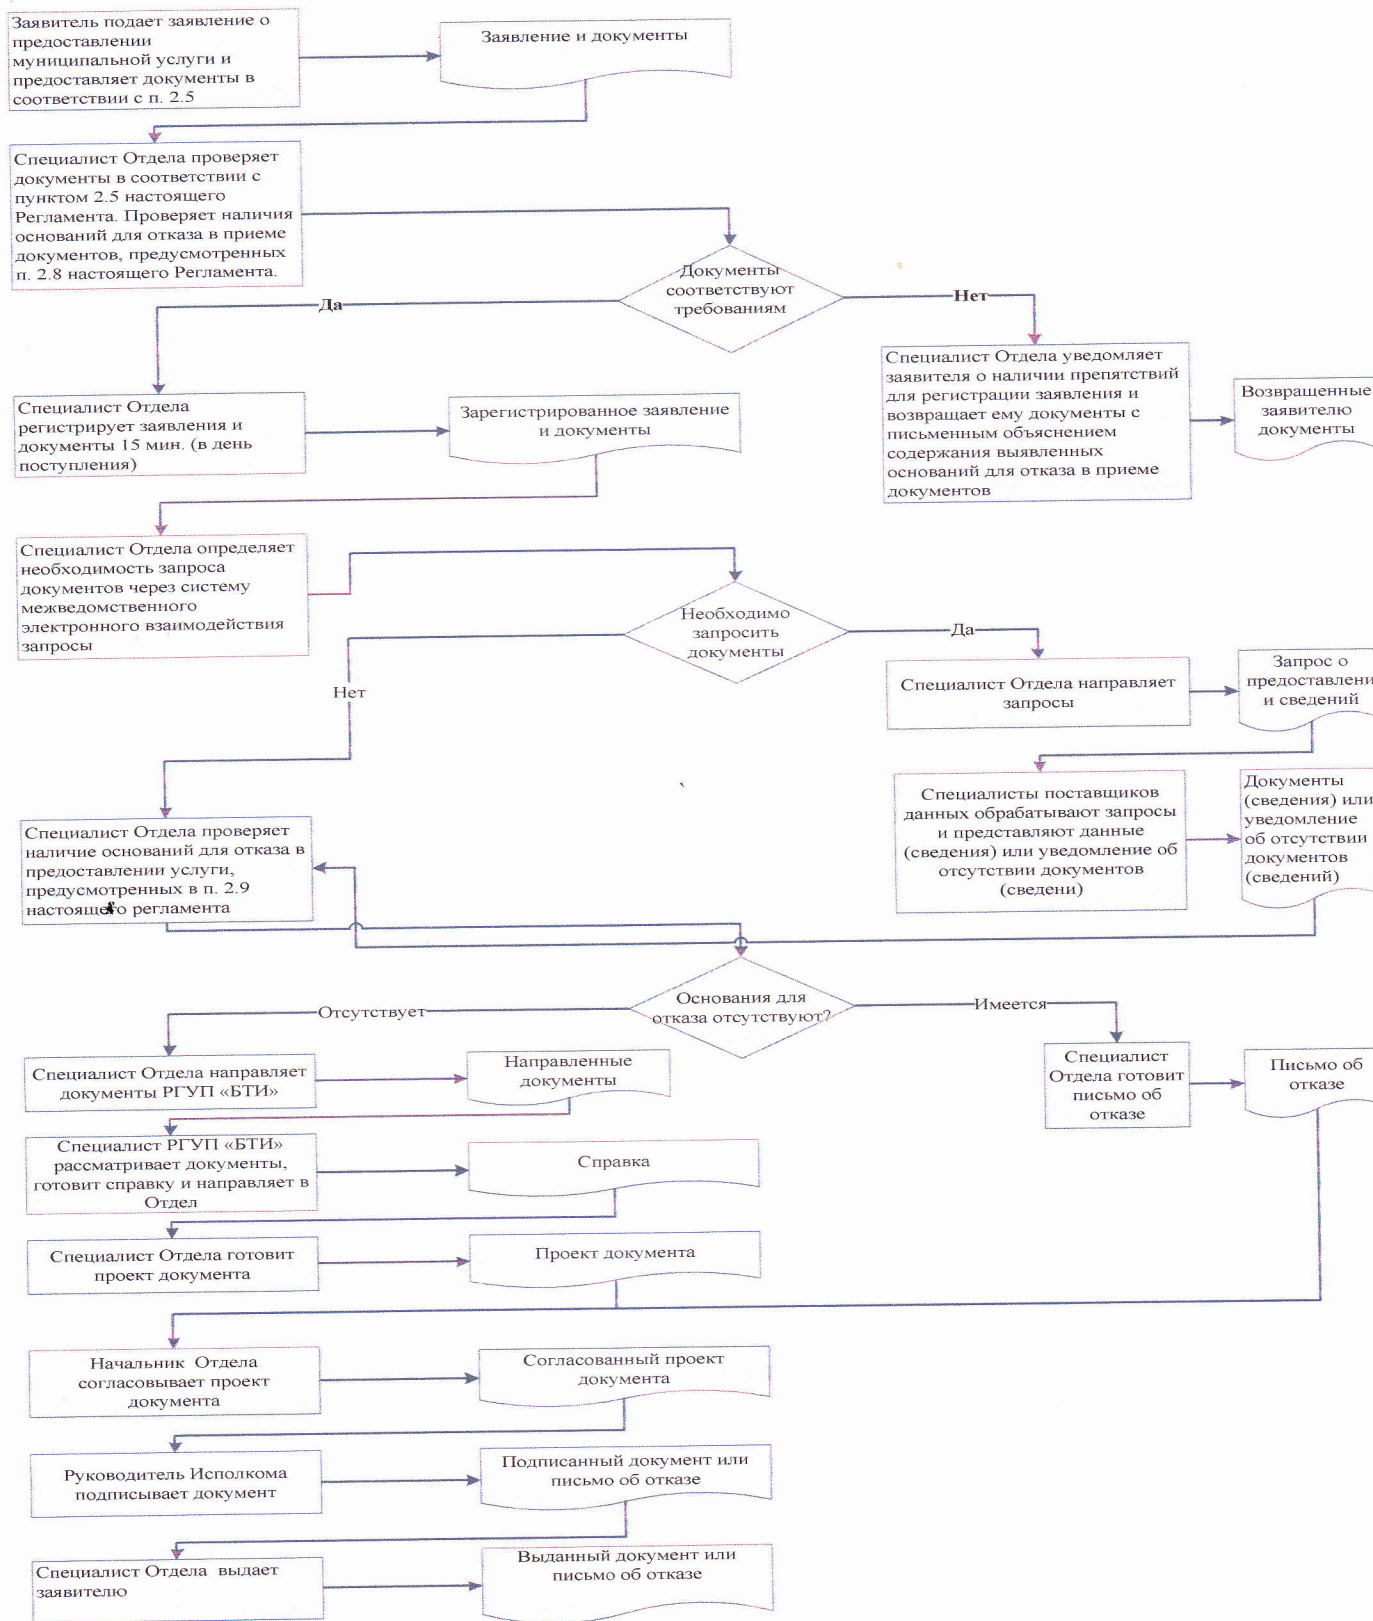 Заявитель подает заявление о
предоставлении
муниципальной услуги и
предоставляет документы в
соответствии с п. 2.5
Заявление и документы
Специалист Отдела проверяет
документы в соответствии с
пунктом 2.5 настоящего
Регламента. Проверяет наличия
оснований для отказа в приеме
документов, предусмотренных
п. 2.8 настоящего Регламента.
Документы
соответствуют
требованиям
Да
Нет
Специалист Отдела
регистрирует заявления и
документы 15 мин. (в день
поступления)
Зарегистрированное заявление
и документы
Специалист Отдела уведомляет
заявителя о наличии препятствий
для регистрации заявления и
возвращает ему документы с
письменным объяснением
содержания выявленных
оснований для отказа в приеме
документов
Возвращенные
заявителю
документы
Специалист Отдела определяет
необходимость запроса
документов через систему
межведомственного
электронного взаимодействия
запросы
Необходимо
запросить
документы
Да
Нет
Специалист Отдела направляет
запросы
Запрос о
предоставлени
и сведений
Специалисты поставщиков
данных обрабатывают запросы
и представляют данные
(сведения) или уведомление об
отсутствии документов
(сведени)
Документы
(сведения) или
уведомление
об отсутствии
документов
(сведений)
Специалист Отдела проверяет
наличие оснований для отказа в
предоставлении услуги,
предусмотренных в п. 2.9
настоящего регламента
Основания для
отказа отсутствуют?
Отсутствует
Имеется
Специалист Отдела направляет
документы РГУП «БТИ»
Направленные
документы
Специалист
Отдела готовит
письмо об
отказе
Письмо об
отказе
Специалист РГУП «БТИ»
рассматривает документы,
готовит справку и направляет в
Отдел
Справка
Специалист Отдела готовит
проект документа
Проект документа
Начальник Отдела
согласовывает проект
документа
Согласованный проект
документа
Руководитель Исполкома
подписывает документ
Подписанный документ или
письмо об отказе
Специалист Отдела выдает
заявителю
Выданный документ или
письмо об отказе